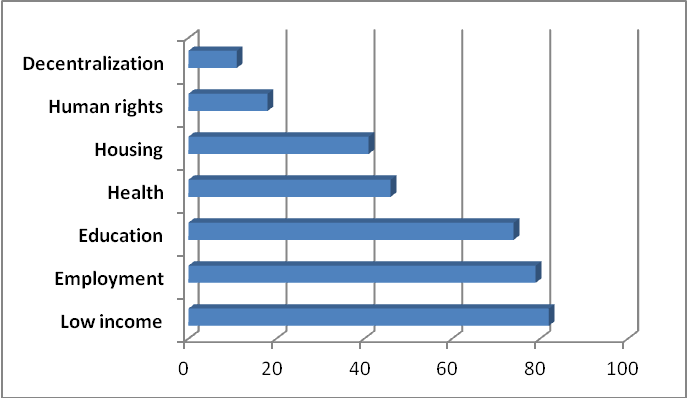 Decentralization
Human rights
Housing
Health
Education
Employment
Low income
0 20 40 60 80 100